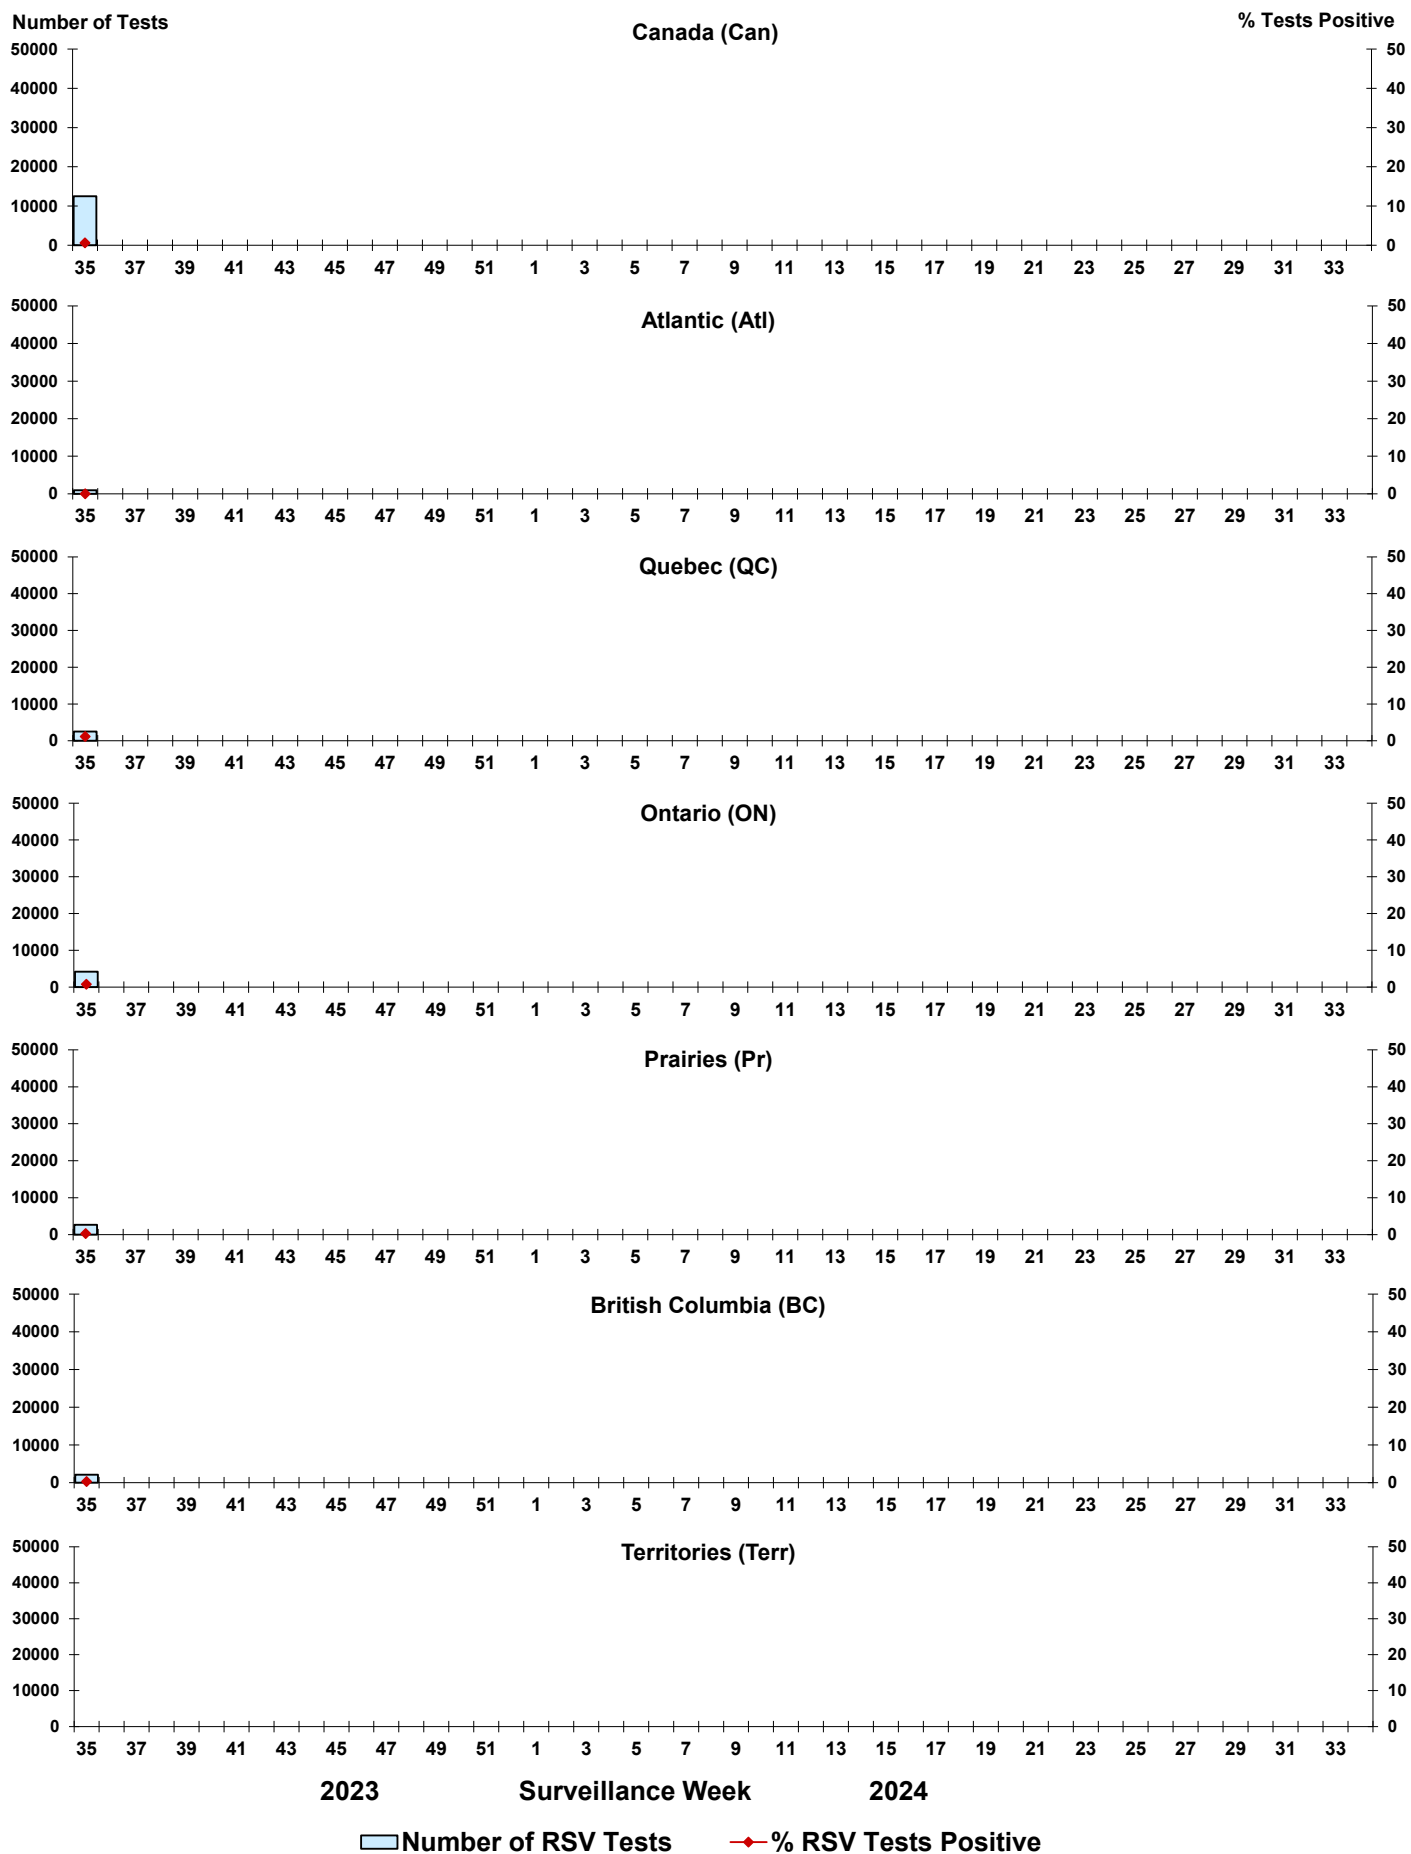 Number of Tests Canada (Can) % Tests Positive
50000 50
40000 40
30000 30
20000 20
10000 10
0 0
35 37 39 41 43 45 47 49 51 1 3 5 7 9 11 13 15 17 19 21 23 25 27 29 31 33
Atlantic (Atl)
50000 50
40000 40
30000 30
20000 20
10000 10
0 0
35 37 39 41 43 45 47 49 51 1 3 5 7 9 11 13 15 17 19 21 23 25 27 29 31 33
Quebec (QC)
50000 50
40000 40
30000 30
20000 20
10000 10
0 0
35 37 39 41 43 45 47 49 51 1 3 5 7 9 11 13 15 17 19 21 23 25 27 29 31 33
Ontario (ON)
50000 50
40000 40
30000 30
20000 20
10000 10
0 0
35 37 39 41 43 45 47 49 51 1 3 5 7 9 11 13 15 17 19 21 23 25 27 29 31 33
Prairies (Pr)
50000 50
40000 40
30000 30
20000 20
10000 10
0 0
35 37 39 41 43 45 47 49 51 1 3 5 7 9 11 13 15 17 19 21 23 25 27 29 31 33
British Columbia (BC)
50000 50
40000 40
30000 30
20000 20
10000 10
0 0
35 37 39 41 43 45 47 49 51 1 3 5 7 9 11 13 15 17 19 21 23 25 27 29 31 33
Territories (Terr)
50000 50
40000 40
30000 30
20000 20
10000 10
0 0
35 37 39 41 43 45 47 49 51 1 3 5 7 9 11 13 15 17 19 21 23 25 27 29 31 33
2023 Surveillance Week 2024
Number of RSV Tests % RSV Tests Positive